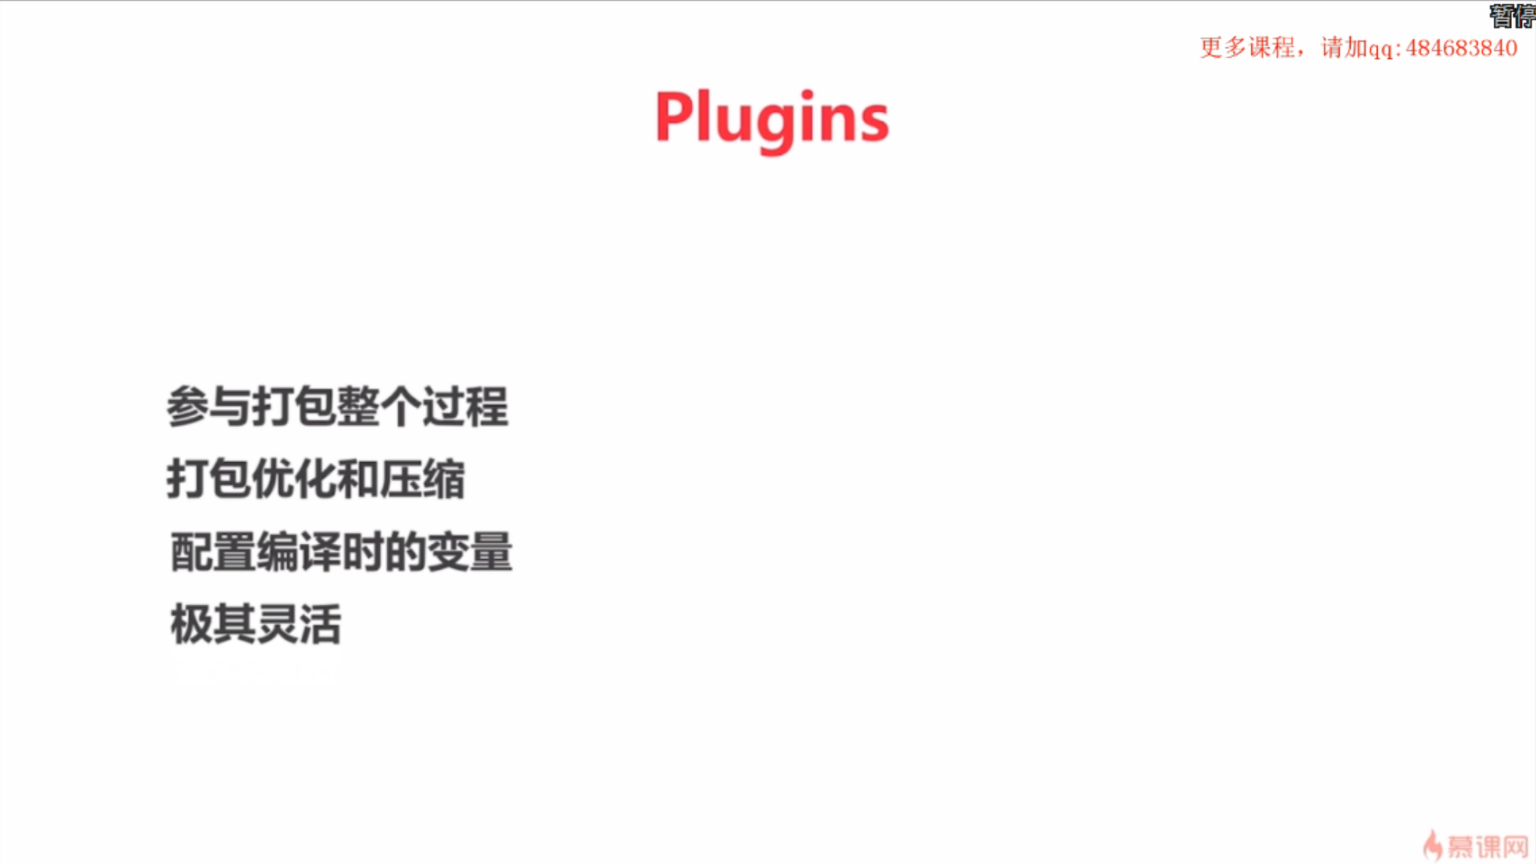 暂停
更多课程，请加qq:484683840
Plugins
参与打包整个过程
打包优化和压缩
配置编译时的变量
极其灵活
慕课网